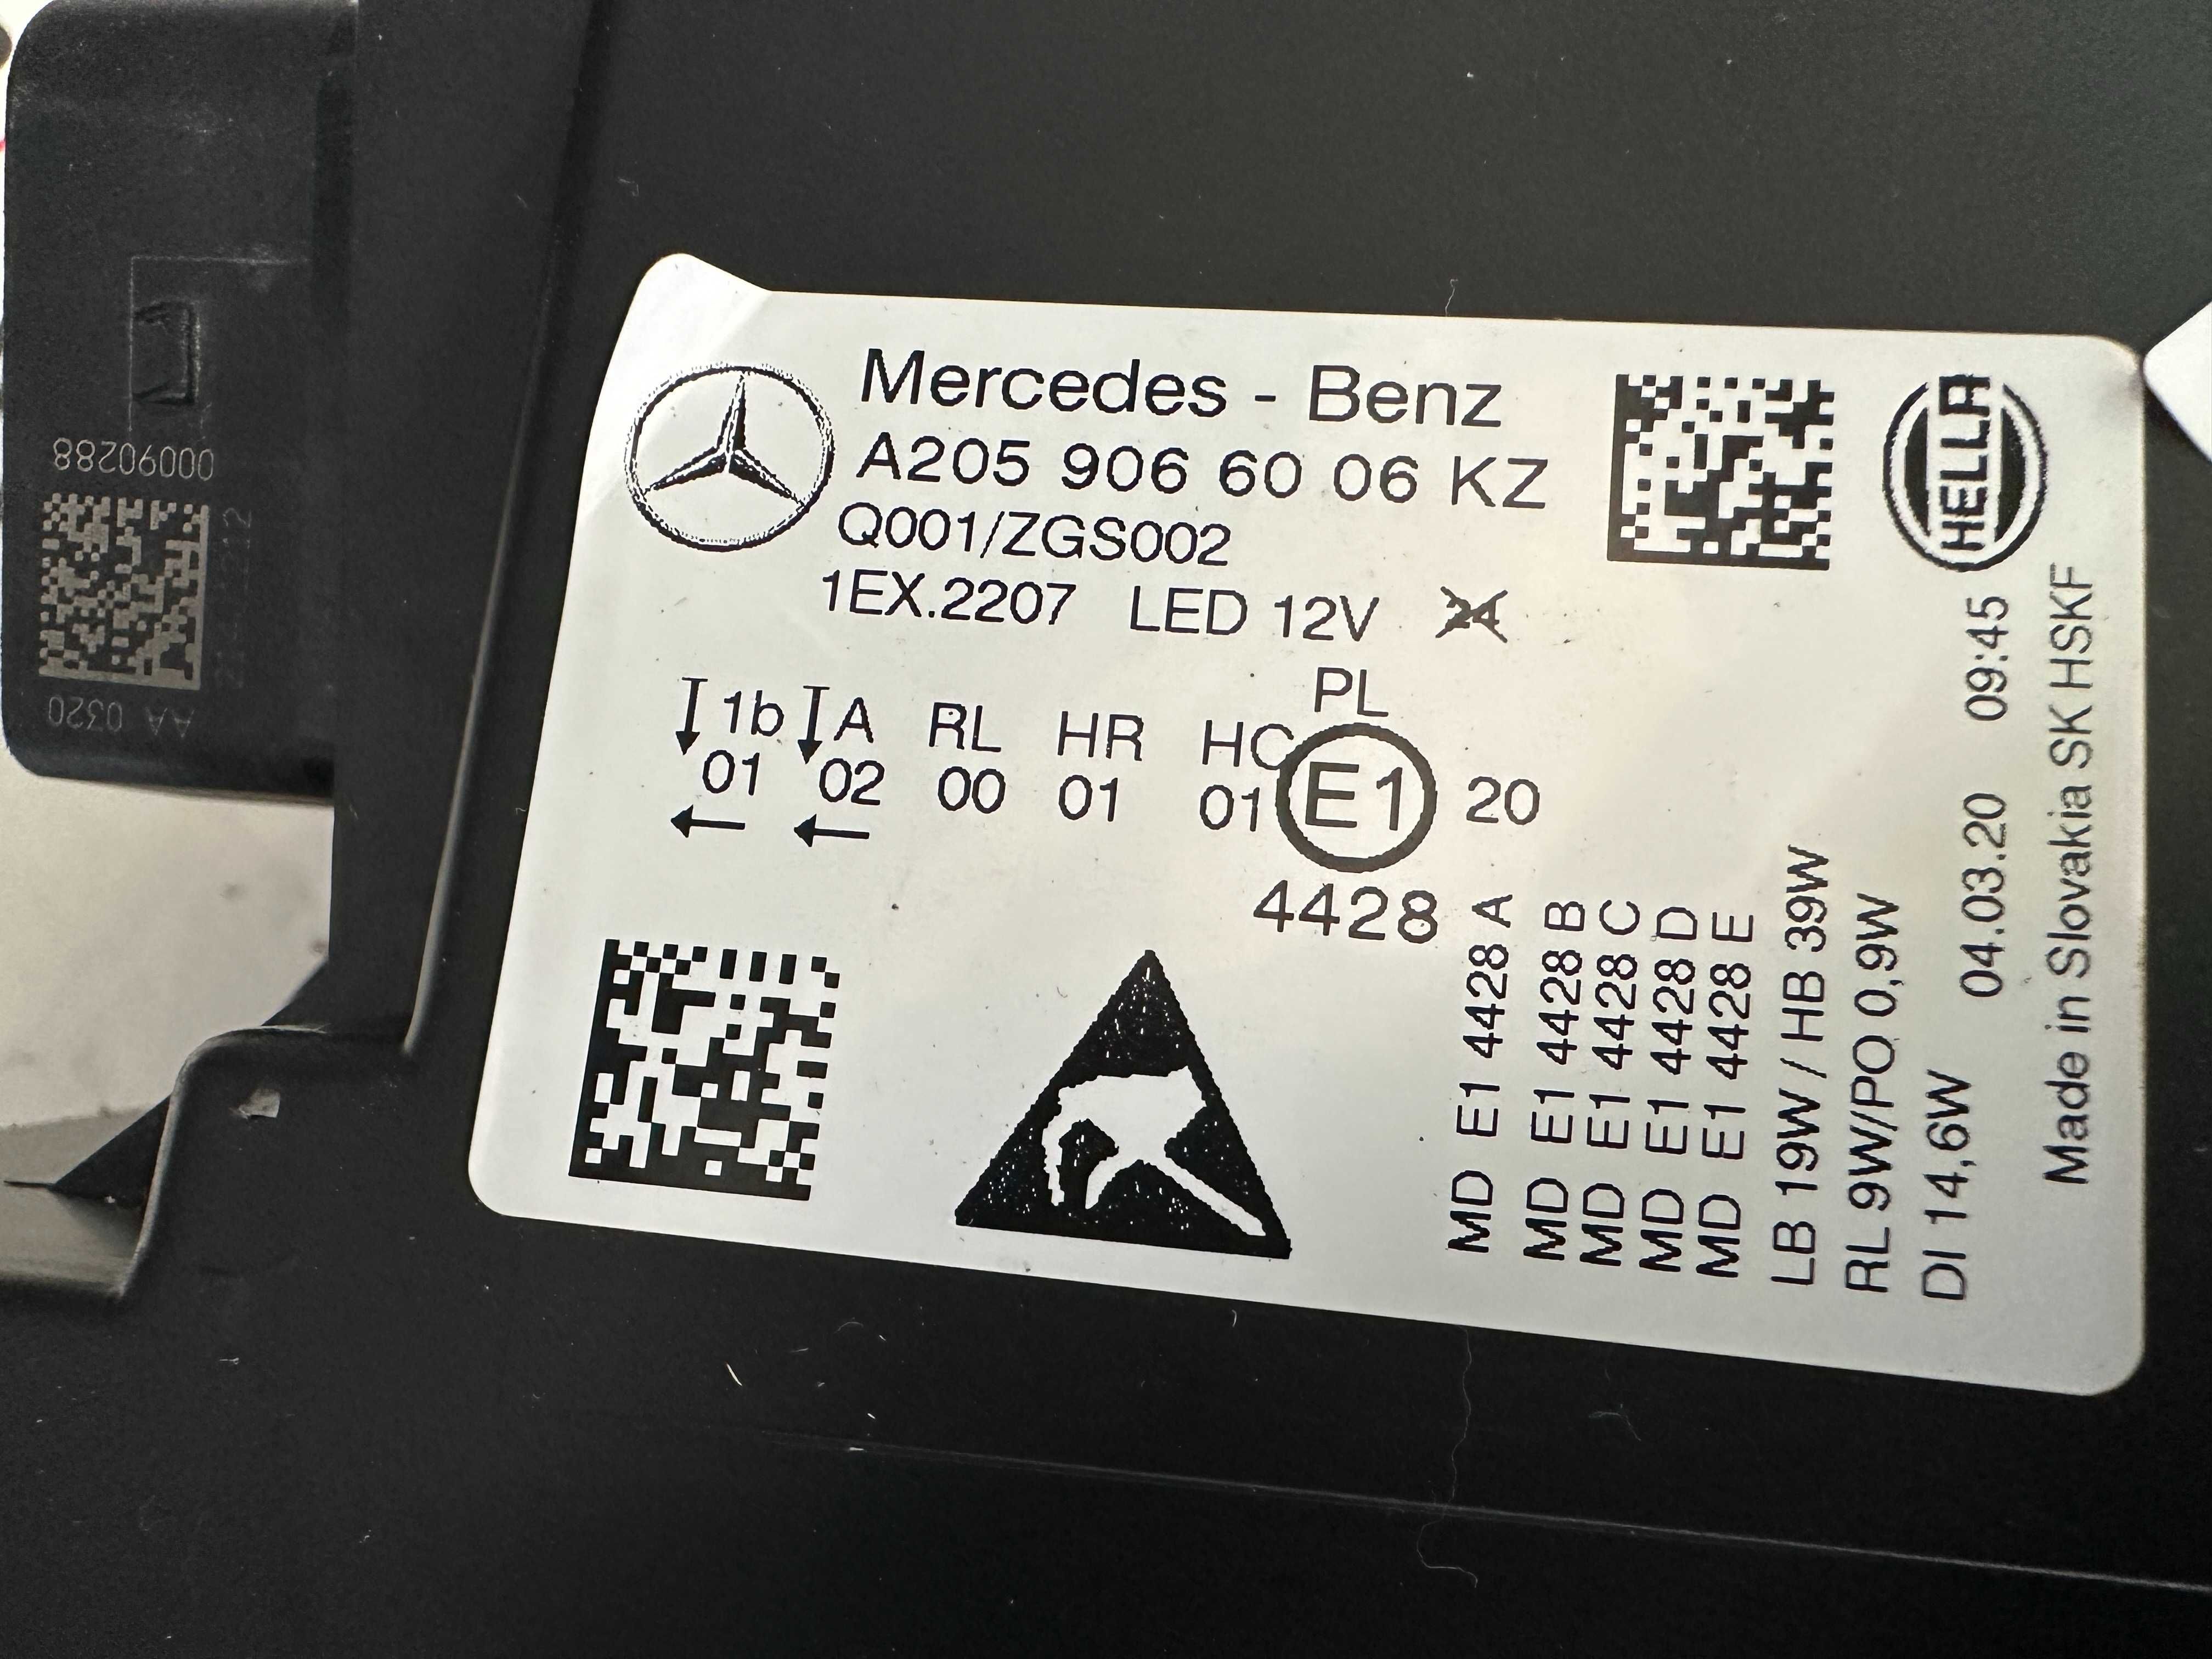 Mercedes - Benz
A205 906 60 06 KZ
Q001/ZGS002
1EX.2207 LED 12V 24
HELLA
PL
1b A RL HR HC
01 02 00 01 01 E1 20
4428
MD E1 4428 A
MD E1 4428 B
MD E1 4428 C
MD E1 4428 D
MD E1 4428 E
LB 19W / HB 39W
RL 9W/PO 0,9W
DI 14,6W 04.03.20 09:45
Made in Slovakia SK HSKF
00090288
AA 0320